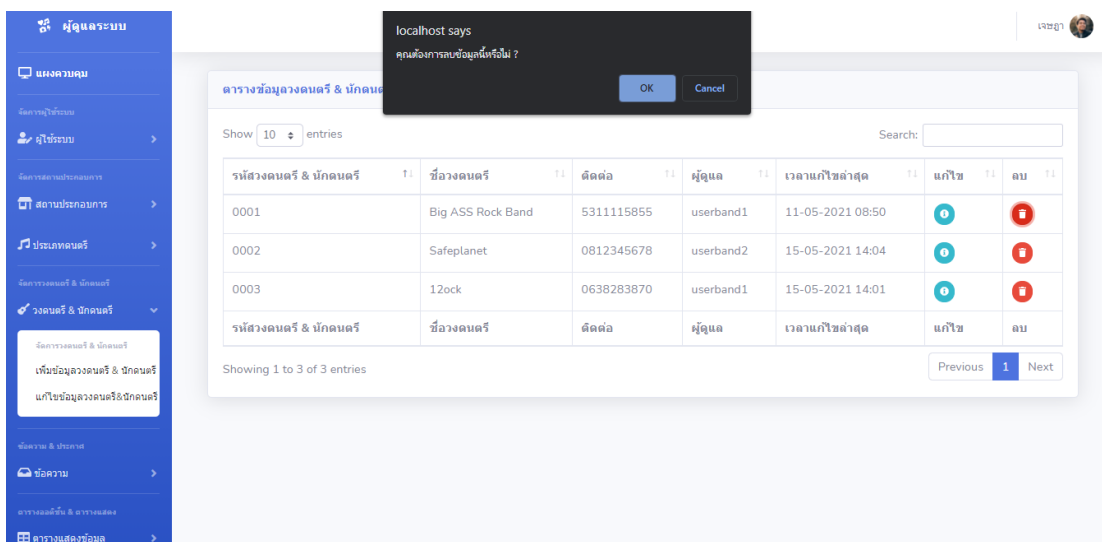 ผู้ดูแลระบบ
localhost says
คุณต้องการลบข้อมูลนี้หรือไม่ ?
OK
Cancel
เจษฎา
แผงควบคุม
จัดการผู้ใช้ระบบ
ผู้ใช้ระบบ
จัดการสถานประกอบการ
สถานประกอบการ
ประเภทดนตรี
จัดการวงดนตรี & นักดนตรี
วงดนตรี & นักดนตรี
จัดการวงดนตรี & นักดนตรี
เพิ่มข้อมูลวงดนตรี & นักดนตรี
แก้ไขข้อมูลวงดนตรี&นักดนตรี
ข้อความ & ประกาศ
ข้อความ
ตารางออดิชั่น & ตารางแสดง
ตารางแสดงข้อมูล
ตารางข้อมูลวงดนตรี & นักดนต
Show 10 entries
Search:
รหัสวงดนตรี & นักดนตรี ชื่อวงดนตรี ติดต่อ ผู้ดูแล เวลาแก้ไขล่าสุด แก้ไข ลบ
0001 Big ASS Rock Band 5311115855 userband1 11-05-2021 08:50
0002 Safeplanet 0812345678 userband2 15-05-2021 14:04
0003 12ock 0638283870 userband1 15-05-2021 14:01
รหัสวงดนตรี & นักดนตรี ชื่อวงดนตรี ติดต่อ ผู้ดูแล เวลาแก้ไขล่าสุด แก้ไข ลบ
Showing 1 to 3 of 3 entries
Previous 1 Next